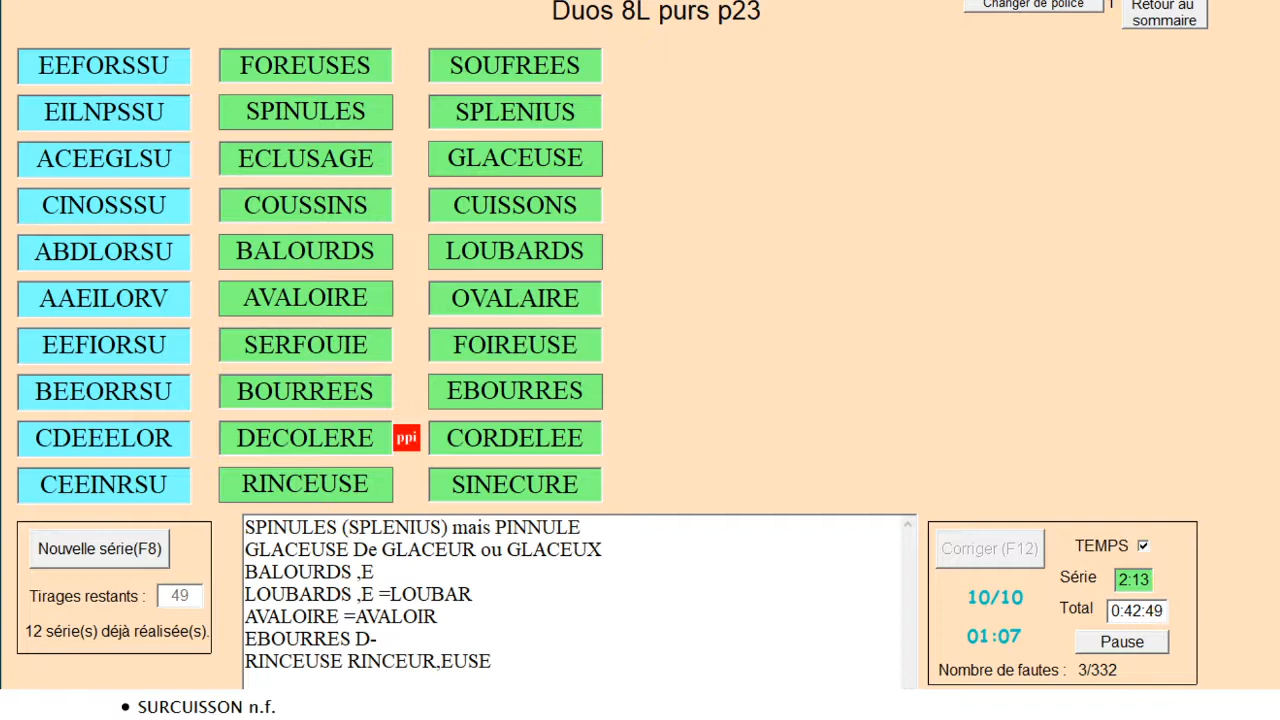 Duos 8L purs p23
Changer de police
1
Retour au
sommaire
EEFORSSU FOREUSES SOUFREES
EILNPSSU SPINULES SPLENIUS
ACEEGLSU ECLUSAGE GLACEUSE
CINOSSSU COUSSINS CUISSONS
ABDLORSU BALOURDS LOUBARDS
AAEILORV AVALOIRE OVALAIRE
EEFIORSU SERFOUIE FOIREUSE
BEEORRSU BOURREES EBOURRES
CDEEELOR DECOLERE ppi CORDELEE
CEEINRSU RINCEUSE SINECURE
Nouvelle série(F8)
Tirages restants : 49
12 série(s) déjà réalisée(s).
SPINULES (SPLENIUS) mais PINNULE
GLACEUSE De GLACEUR ou GLACEUX
BALOURDS ,E
LOUBARDS ,E =LOUBAR
AVALOIRE =AVALOIR
EBOURRES D-
RINCEUSE RINCEUR,EUSE
Corriger (F12)
TEMPS
Série 2:13
10/10
Total 0:42:49
01:07
Pause
Nombre de fautes : 3/332
• SURCUISSON n.f.